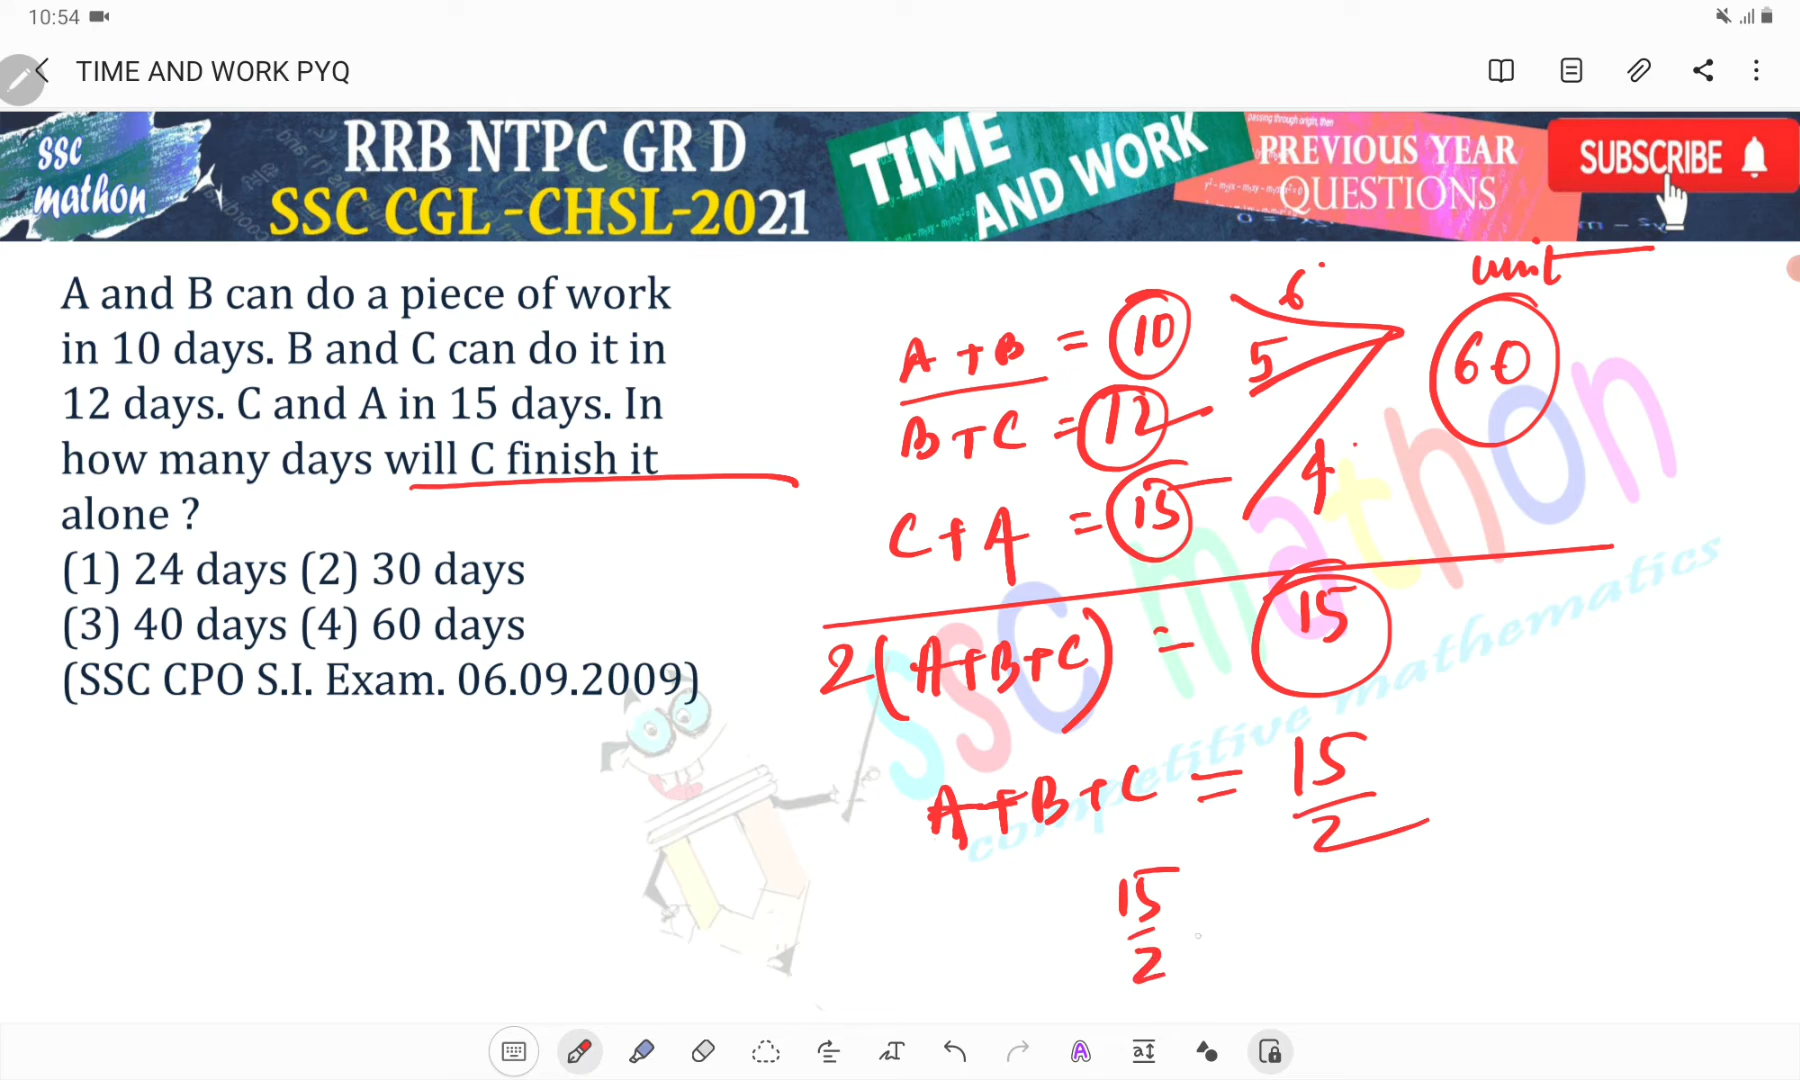 10:54
TIME AND WORK PYQ
SSC
mathon
RRB NTPC GR D
SSC CGL -CHSL-2021
TIME
AND WORK
passing through origin, then
PREVIOUS YEAR
QUESTIONS
SUBSCRIBE
A and B can do a piece of work
in 10 days. B and C can do it in
12 days. C and A in 15 days. In
how many days will C finish it
alone ?
(1) 24 days (2) 30 days
(3) 40 days (4) 60 days
(SSC CPO S.I. Exam. 06.09.2009)
unit
A+B = 10
6
60
B+C = 12
5
C+A = 15
4
2(A+B+C) = 15
A+B+C = 15/2
15/2
ssc mathon
competitive mathematics